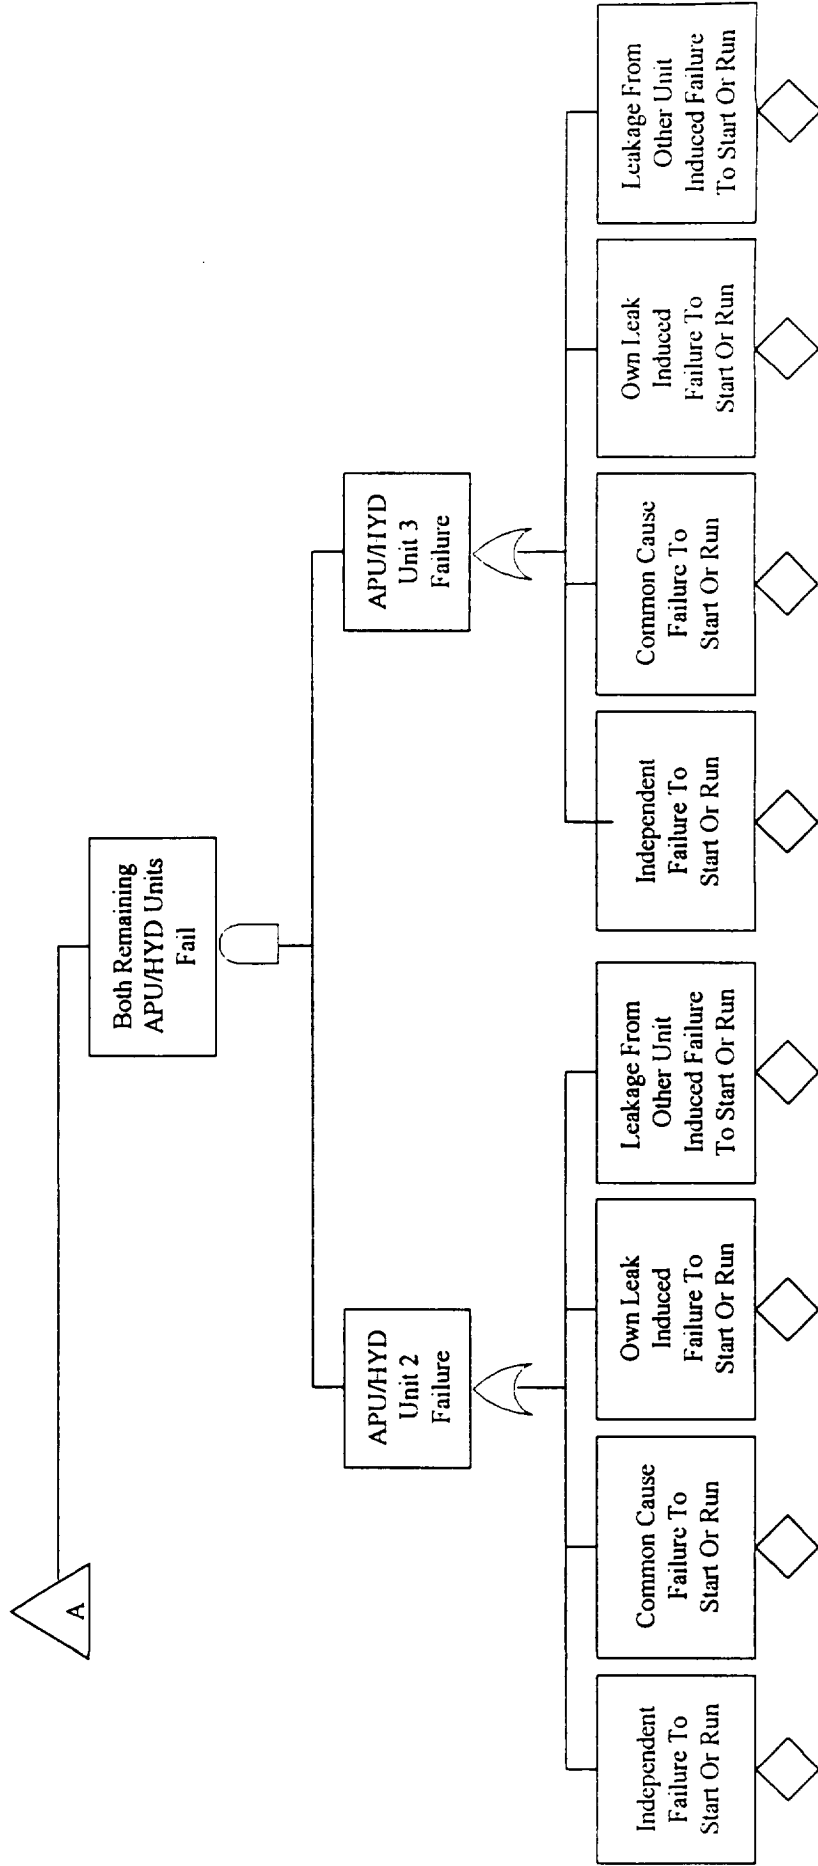 A
Both Remaining
APU/HYD Units
Fail
APU/HYD
Unit 2
Failure
APU/HYD
Unit 3
Failure
Independent
Failure To
Start Or Run
Common Cause
Failure To
Start Or Run
Own Leak
Induced
Failure To
Start Or Run
Leakage From
Other Unit
Induced Failure
To Start Or Run
Independent
Failure To
Start Or Run
Common Cause
Failure To
Start Or Run
Own Leak
Induced
Failure To
Start Or Run
Leakage From
Other Unit
Induced Failure
To Start Or Run